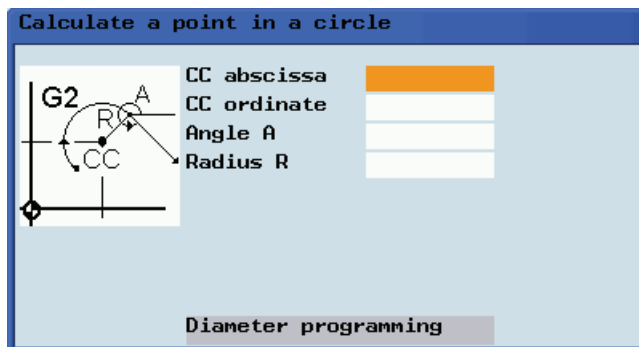 Calculate a point in a circle
CC abscissa
CC ordinate
Angle A
Radius R
G2
A
R
CC
Diameter programming